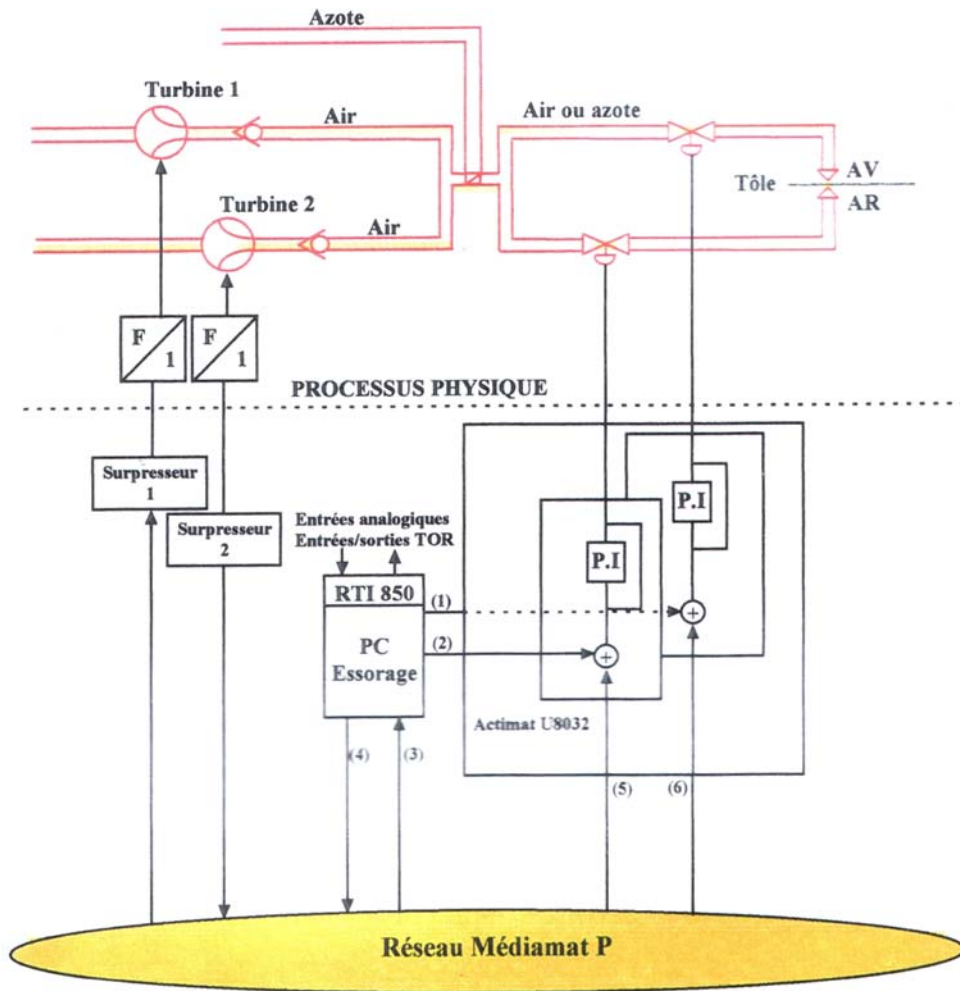 Azote
Turbine 1
Air
Air ou azote
Tôle
AV
AR
Turbine 2
Air
F
1
F
1
PROCESSUS PHYSIQUE
Surpresseur
1
Surpresseur
2
Entrées analogiques
Entrées/sorties TOR
RTI 850
PC
Essorage
(1)
(2)
P.I
P.I
+
+
Actimat U8032
(4)
(3)
(5)
(6)
Réseau Médiamat P